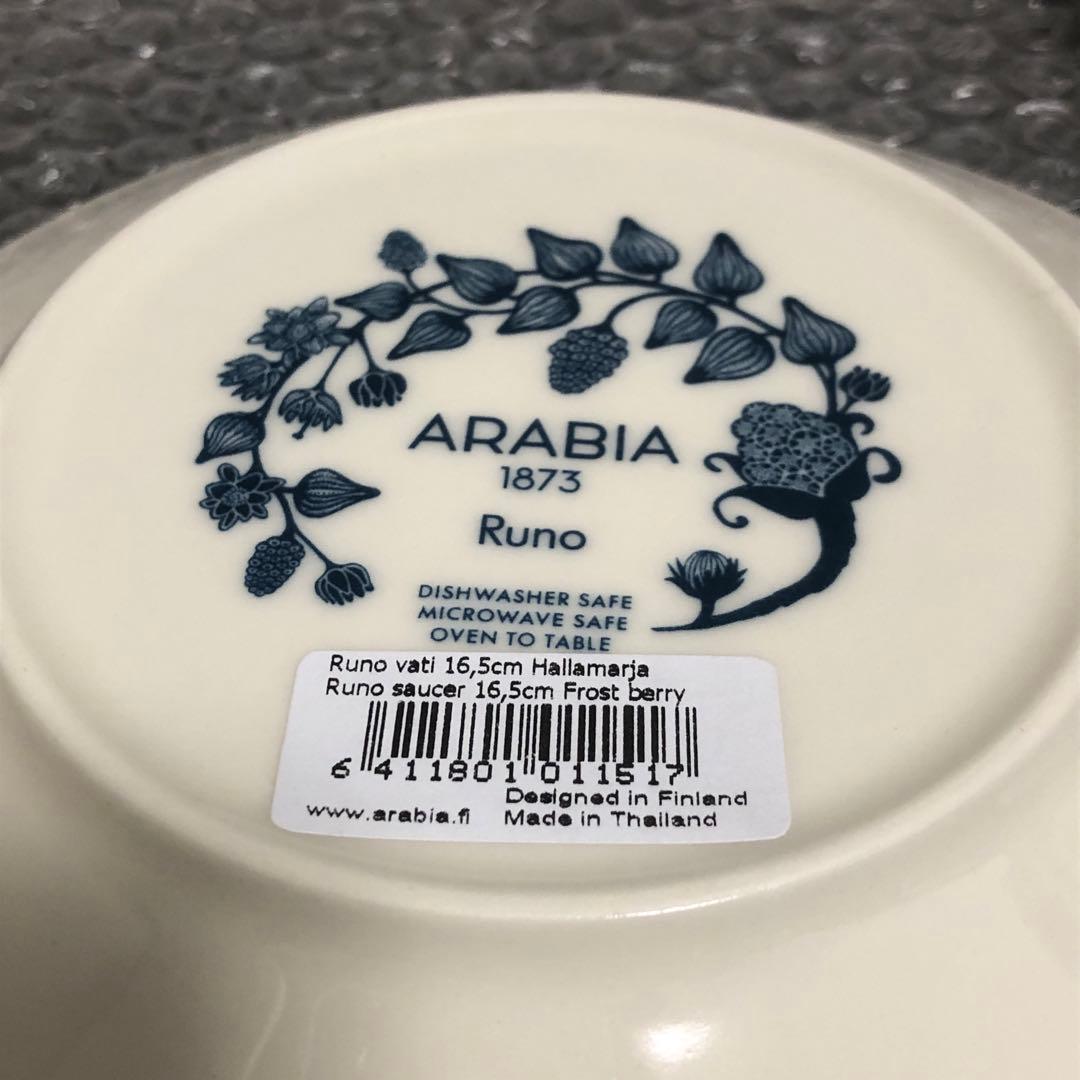 ARABIA
1873
Runo
DISHWASHER SAFE
MICROWAVE SAFE
OVEN TO TABLE
Runo vati 16,5cm Hallamarja
Runo saucer 16,5cm Frost berry
6 411801 011517
Designed in Finland
www.arabia.fi Made in Thailand